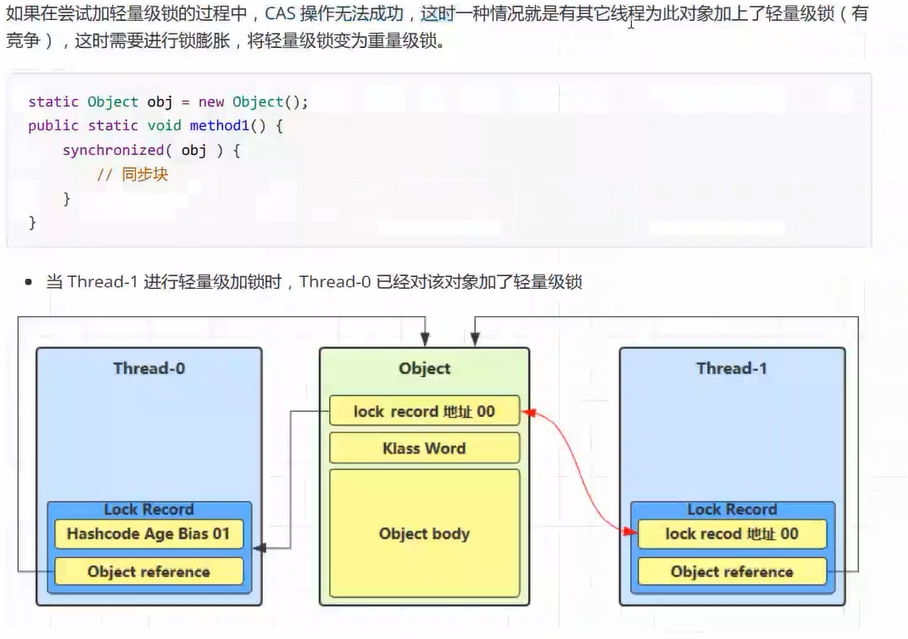 如果在尝试加轻量级锁的过程中，CAS 操作无法成功，这时一种情况就是有其它线程为此对象加上了轻量级锁（有
竞争），这时需要进行锁膨胀，将轻量级锁变为重量级锁。
static Object obj = new Object();
public static void method1() {
    synchronized( obj ) {
        // 同步块
    }
}
• 当 Thread-1 进行轻量级加锁时，Thread-0 已经对该对象加了轻量级锁
Thread-0
Lock Record
Hashcode Age Bias 01
Object reference
Object
lock record 地址 00
Klass Word
Object body
Thread-1
Lock Record
lock recod 地址 00
Object reference